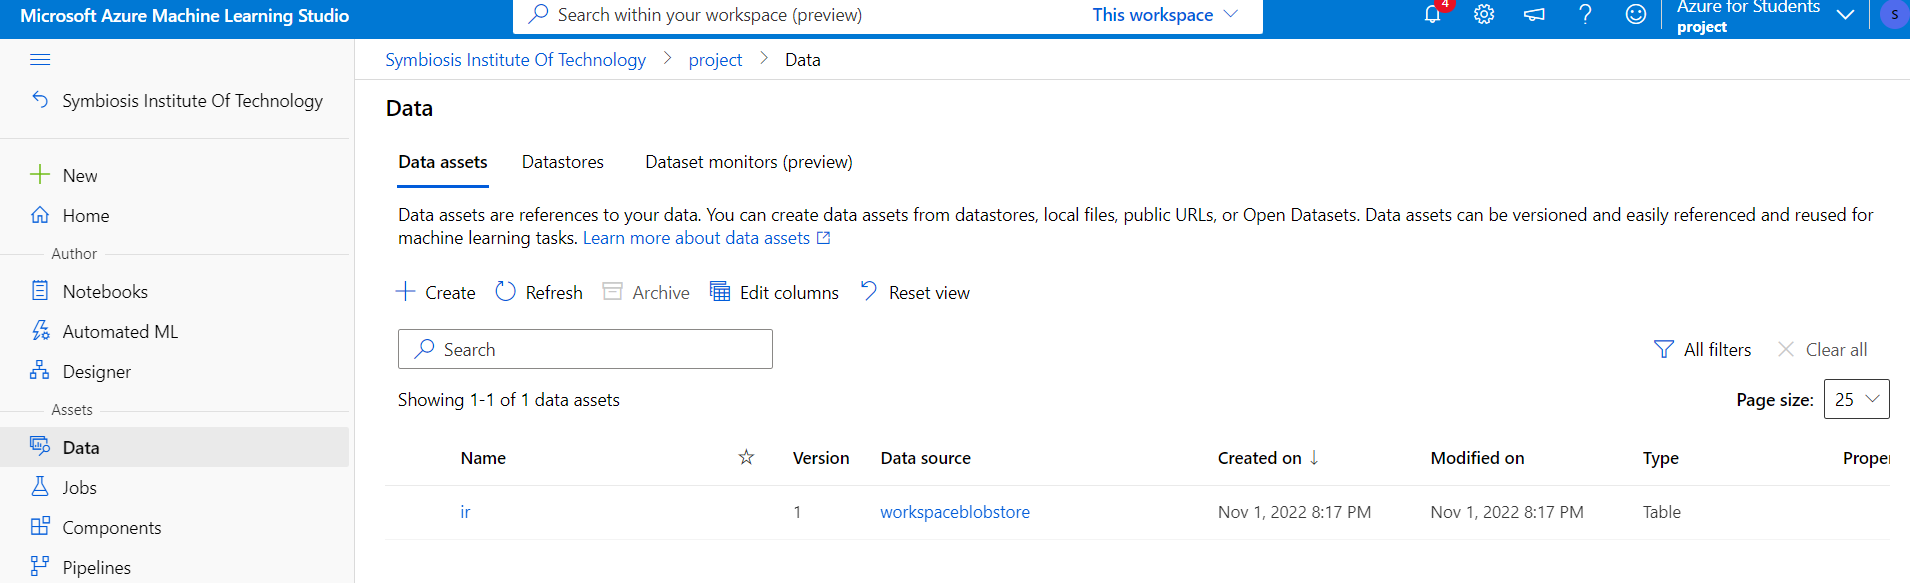 Microsoft Azure Machine Learning Studio
Search within your workspace (preview)
This workspace
4
Azure for Students
project
S
Symbiosis Institute Of Technology
New
Home
Author
Notebooks
Automated ML
Designer
Assets
Data
Jobs
Components
Pipelines
Symbiosis Institute Of Technology > project > Data
Data
Data assets Datastores Dataset monitors (preview)
Data assets are references to your data. You can create data assets from datastores, local files, public URLs, or Open Datasets. Data assets can be versioned and easily referenced and reused for
machine learning tasks. Learn more about data assets
Create Refresh Archive Edit columns Reset view
Search
All filters Clear all
Showing 1-1 of 1 data assets
Page size: 25
Name Version Data source Created on ↓ Modified on Type Proper
ir 1 workspaceblobstore Nov 1, 2022 8:17 PM Nov 1, 2022 8:17 PM Table